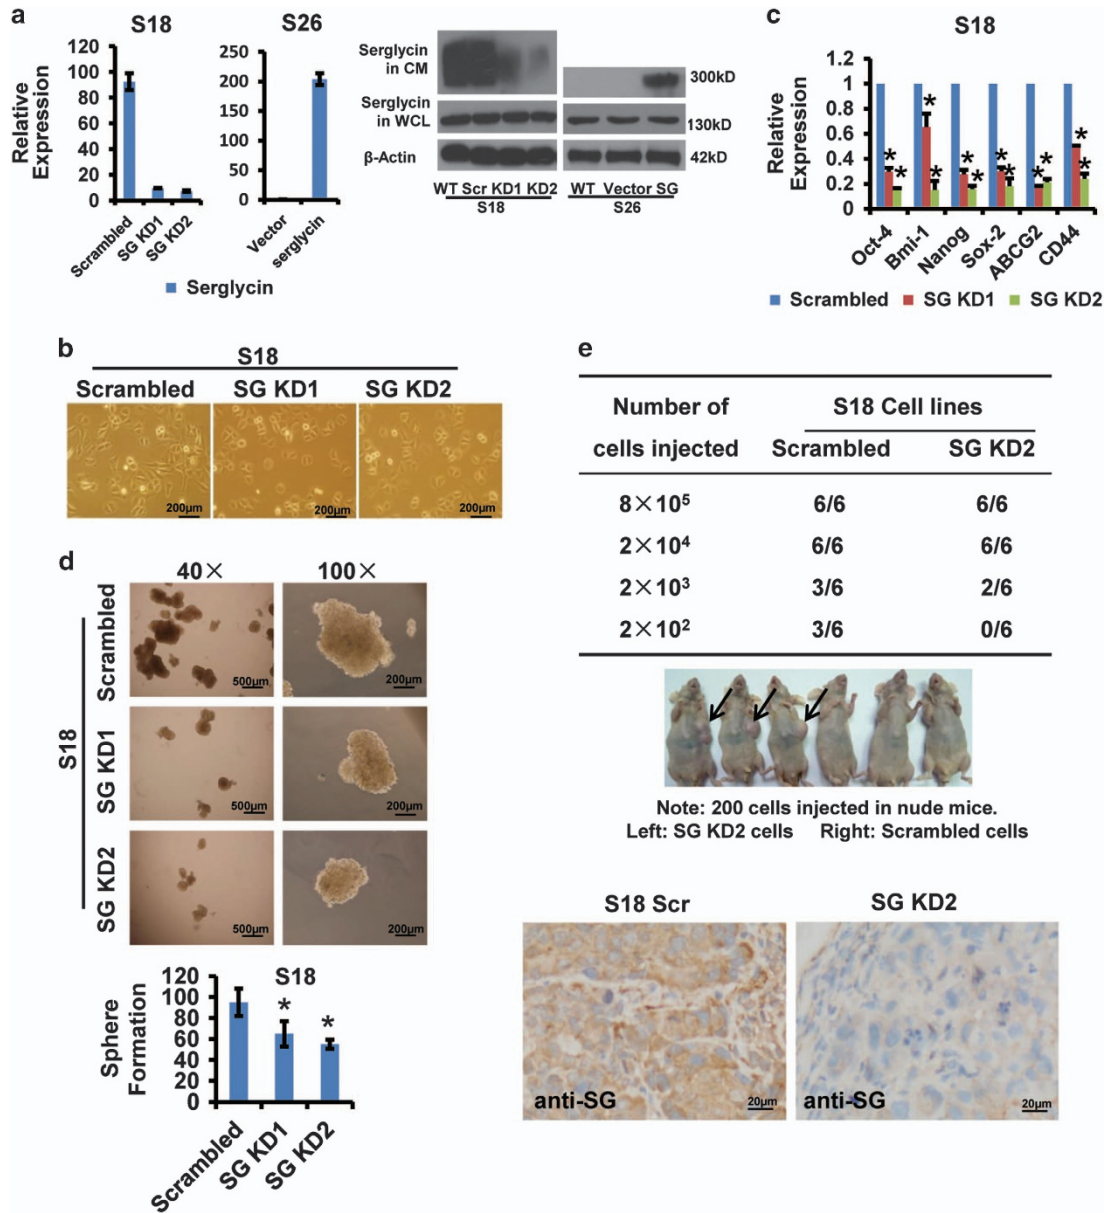 a
S18
Relative Expression
120
100
80
60
40
20
0
Scrambled
SG KD1
SG KD2
S26
250
200
150
100
50
0
Vector
serglycin
Serglycin
Serglycin in CM
300kD
Serglycin in WCL
130kD
β-Actin
42kD
WT Scr KD1 KD2
WT Vector SG
S18
S26
c
S18
Relative Expression
1.2
1
0.8
0.6
0.4
0.2
0
* * * * * * * * * * * *
Oct-4
Bmi-1
Nanog
Sox-2
ABCG2
CD44
Scrambled SG KD1 SG KD2
b
S18
Scrambled SG KD1 SG KD2
200µm 200µm 200µm
d
40× 100×
S18
Scrambled
500µm 200µm
SG KD1
500µm 200µm
SG KD2
500µm 200µm
S18
Sphere Formation
120
100
80
60
40
20
0
* *
Scrambled
SG KD1
SG KD2
e
Number of cells injected
S18 Cell lines
Scrambled SG KD2
8×10⁵ 6/6 6/6
2×10⁴ 6/6 6/6
2×10³ 3/6 2/6
2×10² 3/6 0/6
Note: 200 cells injected in nude mice.
Left: SG KD2 cells Right: Scrambled cells
S18 Scr SG KD2
anti-SG 20µm anti-SG 20µm